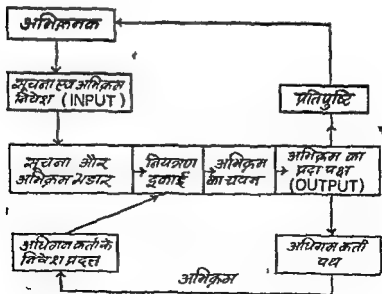 अभिक्रमक
सूचना एवं अभिक्रम
निवेश (INPUT)
प्रतिपुष्टि
सूचना और
अभिक्रम भंडार
नियंत्रण
इकाई
अभिक्रम
का चयन
अभिक्रम का
प्रदा पक्ष
(OUTPUT)
अधिगम कर्ता के
निवेश प्रदत्त
अधिगम कर्ता
पथ
अभिक्रम